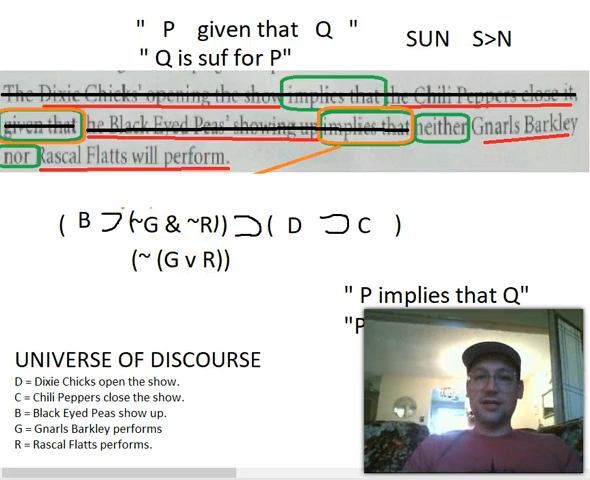 " P given that Q "
" Q is suf for P"
SUN S>N
The Dixie Chicks' opening the show implies that the Chili Peppers close it,
given that the Black Eyed Peas' showing up implies that neither Gnarls Barkley
nor Rascal Flatts will perform.
( B ⊃ (~G & ~R)) ⊃ ( D ⊃ C )
(~ (G v R))
" P implies that Q"
"P
UNIVERSE OF DISCOURSE
D = Dixie Chicks open the show.
C = Chili Peppers close the show.
B = Black Eyed Peas show up.
G = Gnarls Barkley performs
R = Rascal Flatts performs.